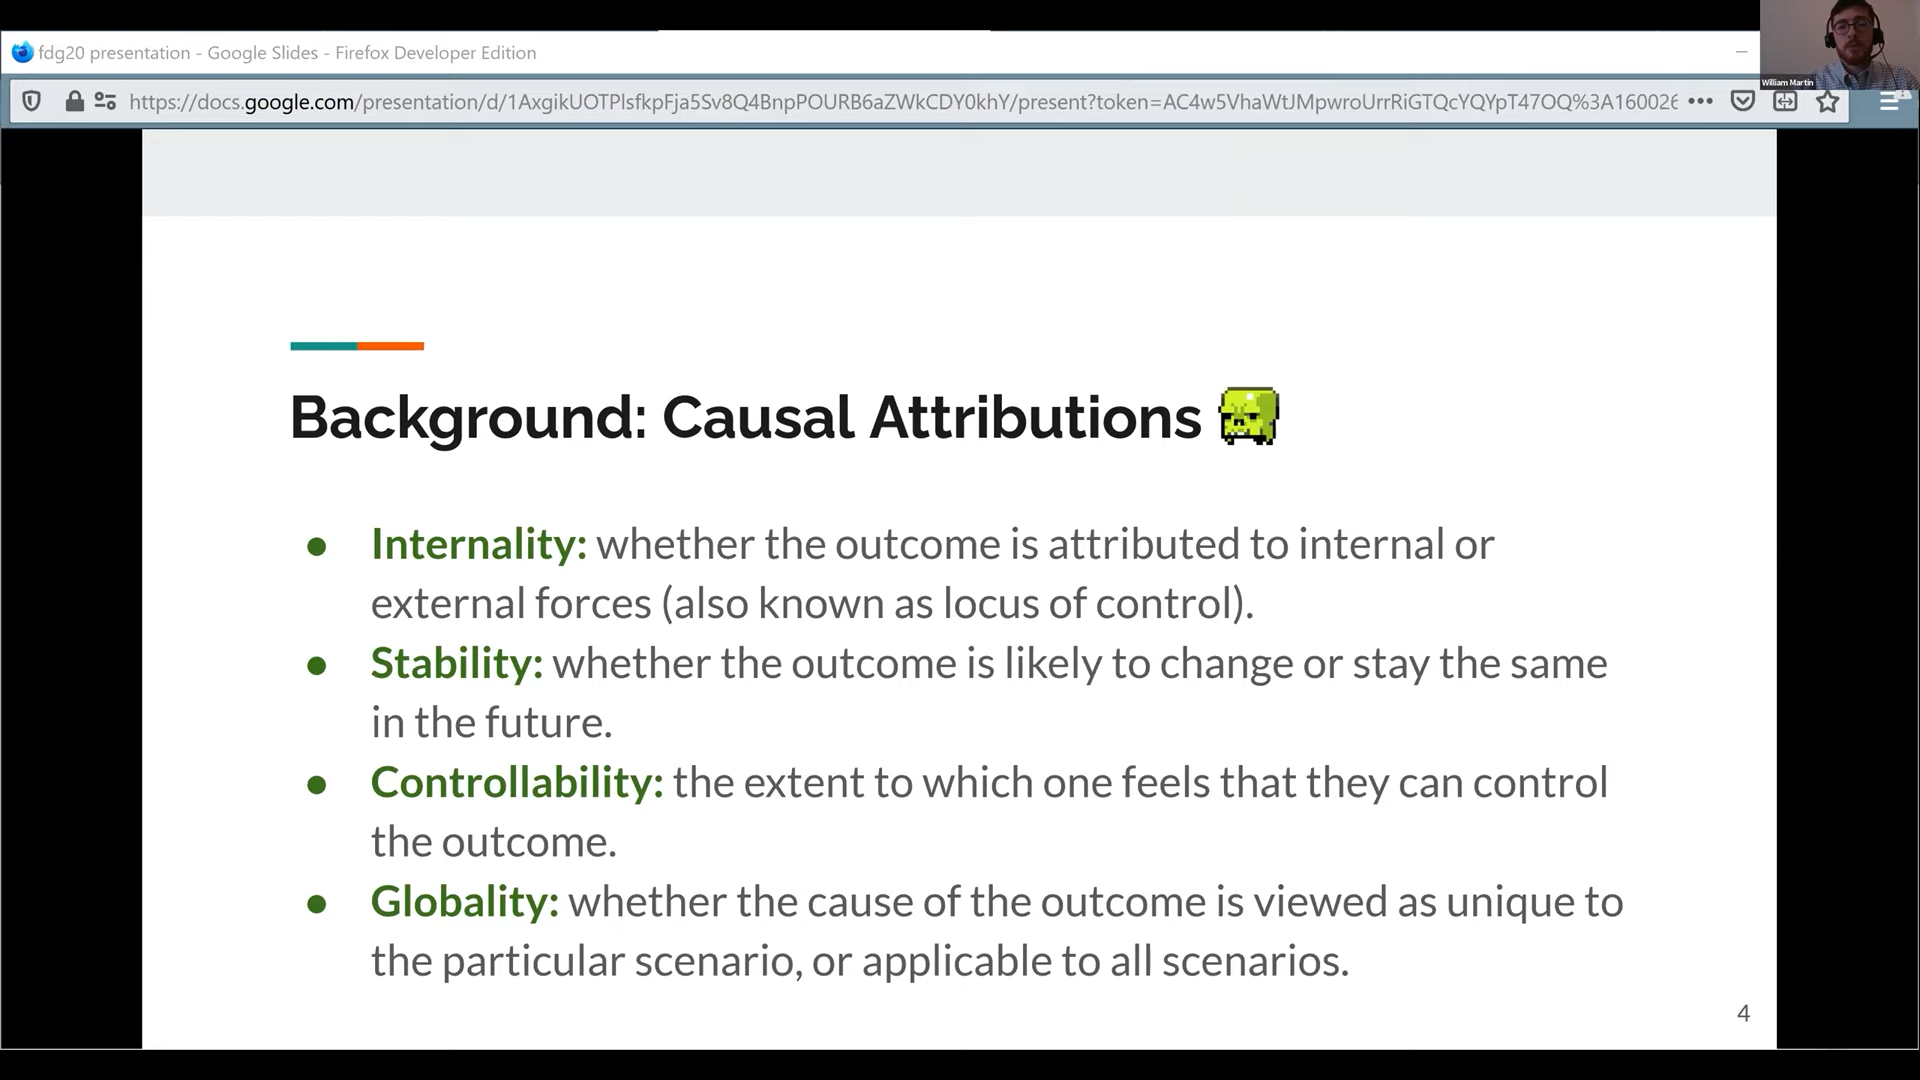 fdg20 presentation - Google Slides - Firefox Developer Edition
William Martin
https://docs.google.com/presentation/d/1AxgikUOTPlsfkpFja5Sv8Q4BnpPOURB6aZWkCDY0khY/present?token=AC4w5VhaWtJMpwroUrrRiGTQcYQYpT47OQ%3A160026
Background: Causal Attributions
● Internality: whether the outcome is attributed to internal or
external forces (also known as locus of control).
● Stability: whether the outcome is likely to change or stay the same
in the future.
● Controllability: the extent to which one feels that they can control
the outcome.
● Globality: whether the cause of the outcome is viewed as unique to
the particular scenario, or applicable to all scenarios.
4